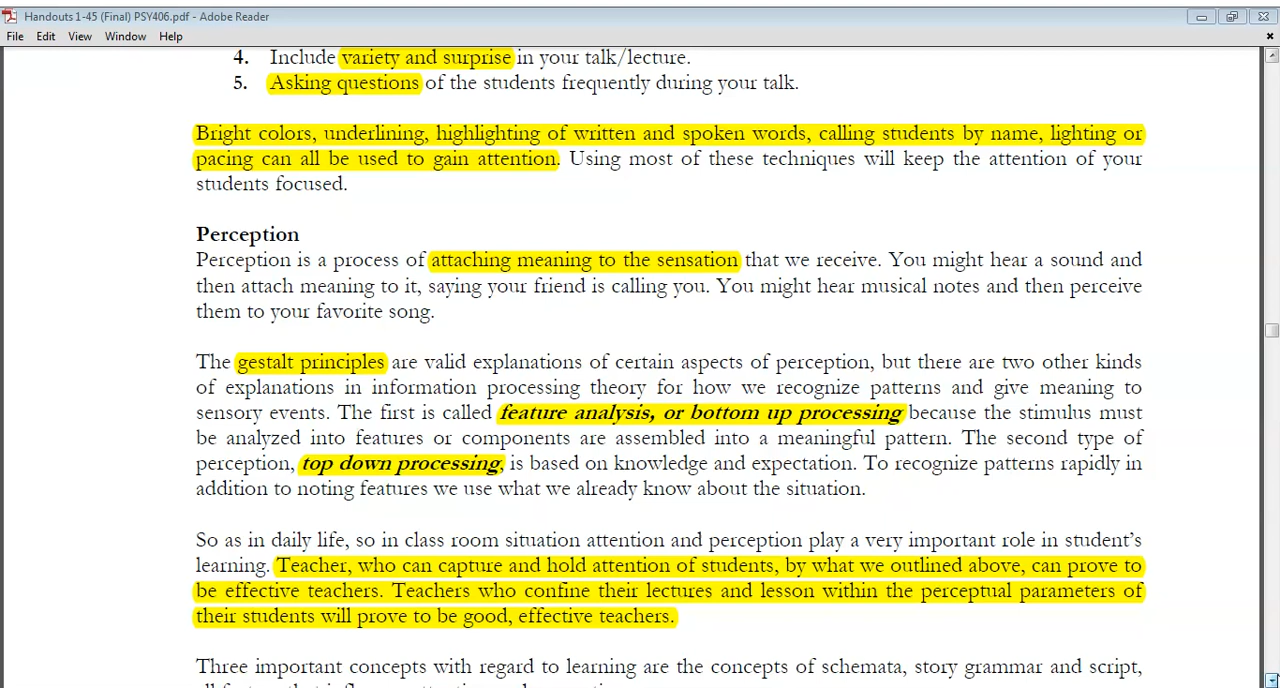 Handouts 1-45 (Final) PSY406.pdf - Adobe Reader
File Edit View Window Help
4. Include variety and surprise in your talk/lecture.
5. Asking questions of the students frequently during your talk.
Bright colors, underlining, highlighting of written and spoken words, calling students by name, lighting or
pacing can all be used to gain attention. Using most of these techniques will keep the attention of your
students focused.
Perception
Perception is a process of attaching meaning to the sensation that we receive. You might hear a sound and
then attach meaning to it, saying your friend is calling you. You might hear musical notes and then perceive
them to your favorite song.
The gestalt principles are valid explanations of certain aspects of perception, but there are two other kinds
of explanations in information processing theory for how we recognize patterns and give meaning to
sensory events. The first is called feature analysis, or bottom up processing because the stimulus must
be analyzed into features or components are assembled into a meaningful pattern. The second type of
perception, top down processing, is based on knowledge and expectation. To recognize patterns rapidly in
addition to noting features we use what we already know about the situation.
So as in daily life, so in class room situation attention and perception play a very important role in student's
learning. Teacher, who can capture and hold attention of students, by what we outlined above, can prove to
be effective teachers. Teachers who confine their lectures and lesson within the perceptual parameters of
their students will prove to be good, effective teachers.
Three important concepts with regard to learning are the concepts of schemata, story grammar and script,